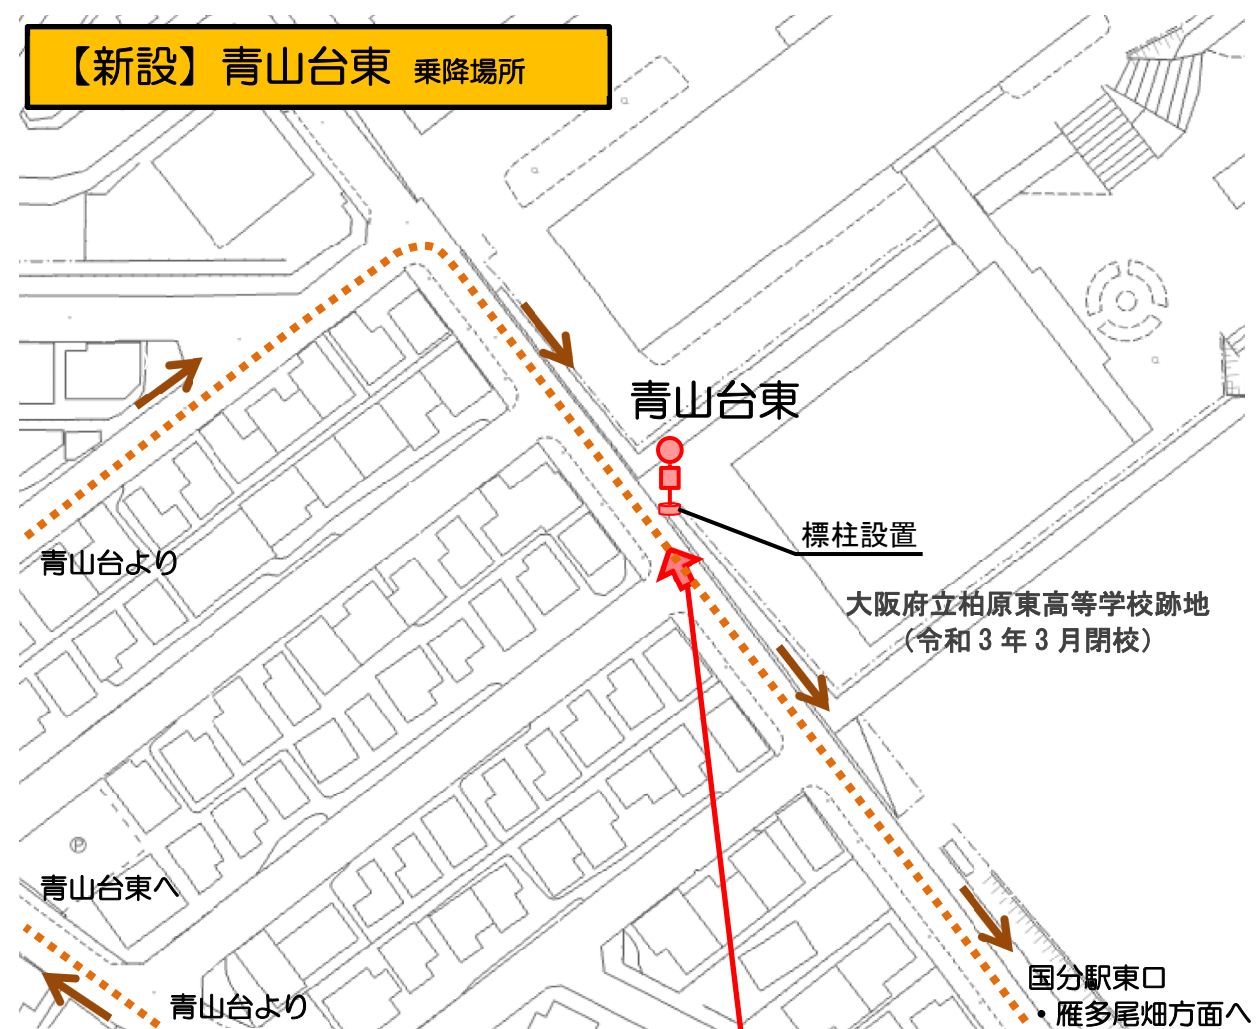 【新設】青山台東 乗降場所
青山台東
標柱設置
青山台より
大阪府立柏原東高等学校跡地
（令和３年３月閉校）
Ⓟ
青山台東へ
青山台より
国分駅東口
・雁多尾畑方面へ